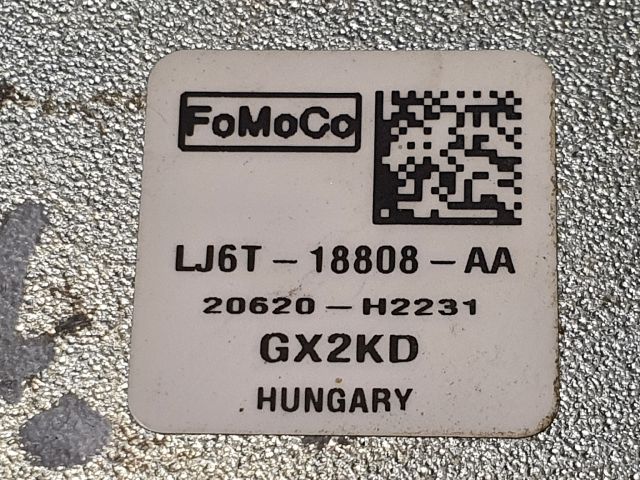 FoMoCo
LJ6T-18808-AA
20620-H2231
GX2KD
HUNGARY